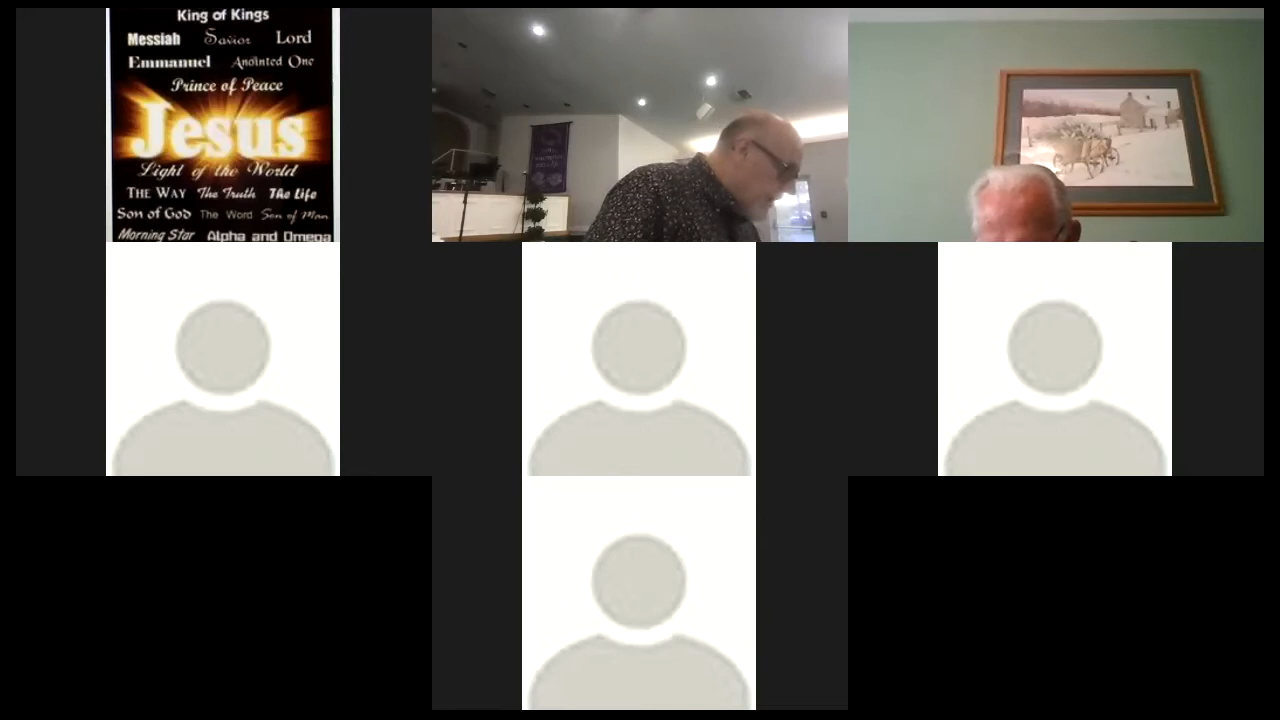 King of Kings
Messiah Savior Lord
Emmanuel Anointed One
Prince of Peace
Jesus
Light of the World
THE WAY The Truth The Life
Son of God The Word Son of Man
Morning Star Alpha and Omega